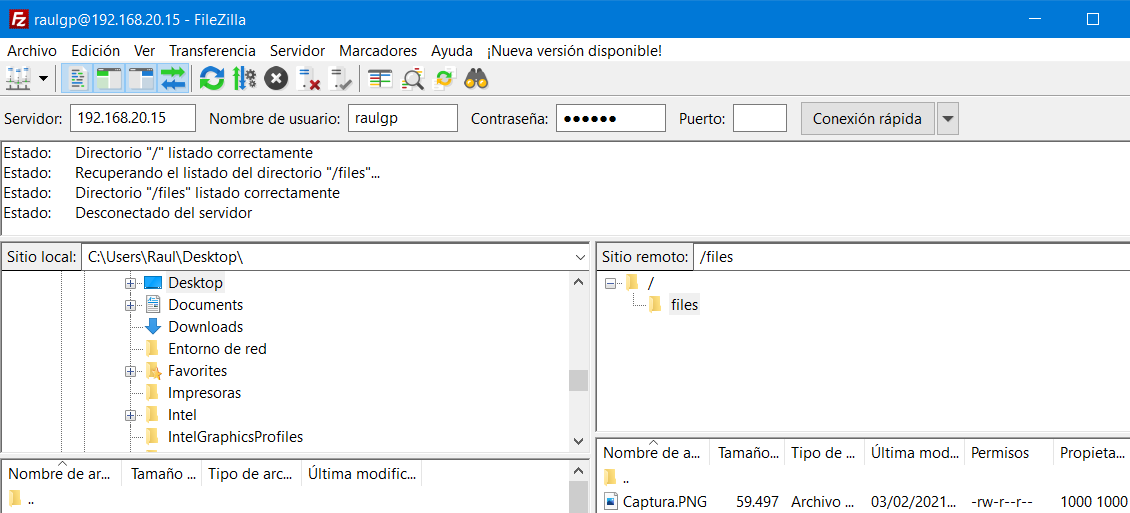 raulgp@192.168.20.15 - FileZilla
Archivo Edición Ver Transferencia Servidor Marcadores Ayuda ¡Nueva versión disponible!
Servidor: 192.168.20.15 Nombre de usuario: raulgp Contraseña: ●●●●●● Puerto: Conexión rápida
Estado: Directorio "/" listado correctamente
Estado: Recuperando el listado del directorio "/files"...
Estado: Directorio "/files" listado correctamente
Estado: Desconectado del servidor
Sitio local: C:\Users\Raul\Desktop\
Desktop
Documents
Downloads
Entorno de red
Favorites
Impresoras
Intel
IntelGraphicsProfiles
Nombre de ar... Tamaño ... Tipo de arc... Última modific...
..
Sitio remoto: /files
/
files
Nombre de a... Tamaño... Tipo de ... Última mod... Permisos Propieta...
..
Captura.PNG 59.497 Archivo ... 03/02/2021... -rw-r--r-- 1000 1000